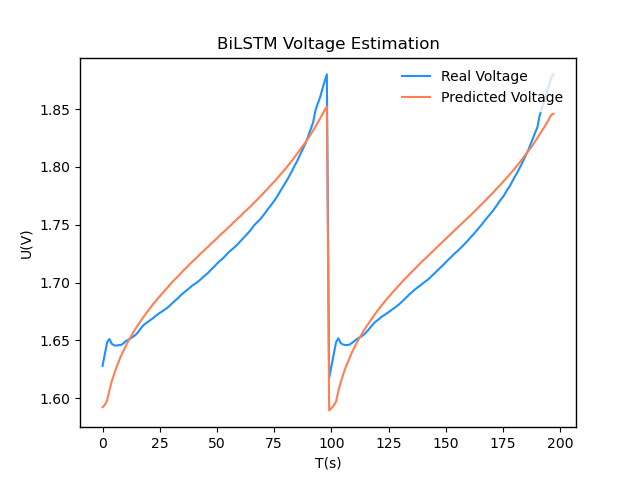 BiLSTM Voltage Estimation
Real Voltage
Predicted Voltage
U(V)
1.85
1.80
1.75
1.70
1.65
1.60
0 25 50 75 100 125 150 175 200
T(s)